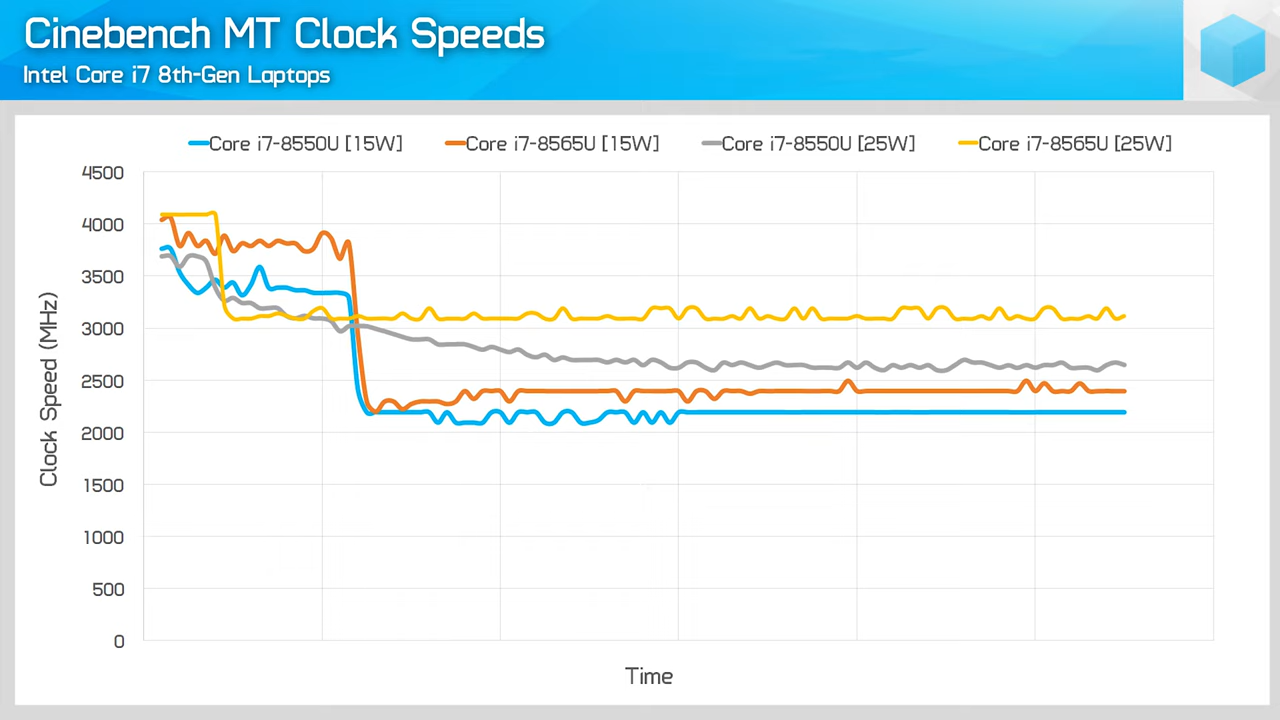 Cinebench MT Clock Speeds
Intel Core i7 8th-Gen Laptops
Core i7-8550U [15W] Core i7-8565U [15W] Core i7-8550U [25W] Core i7-8565U [25W]
4500
4000
3500
3000
2500
2000
1500
1000
500
0
Clock Speed (MHz)
Time